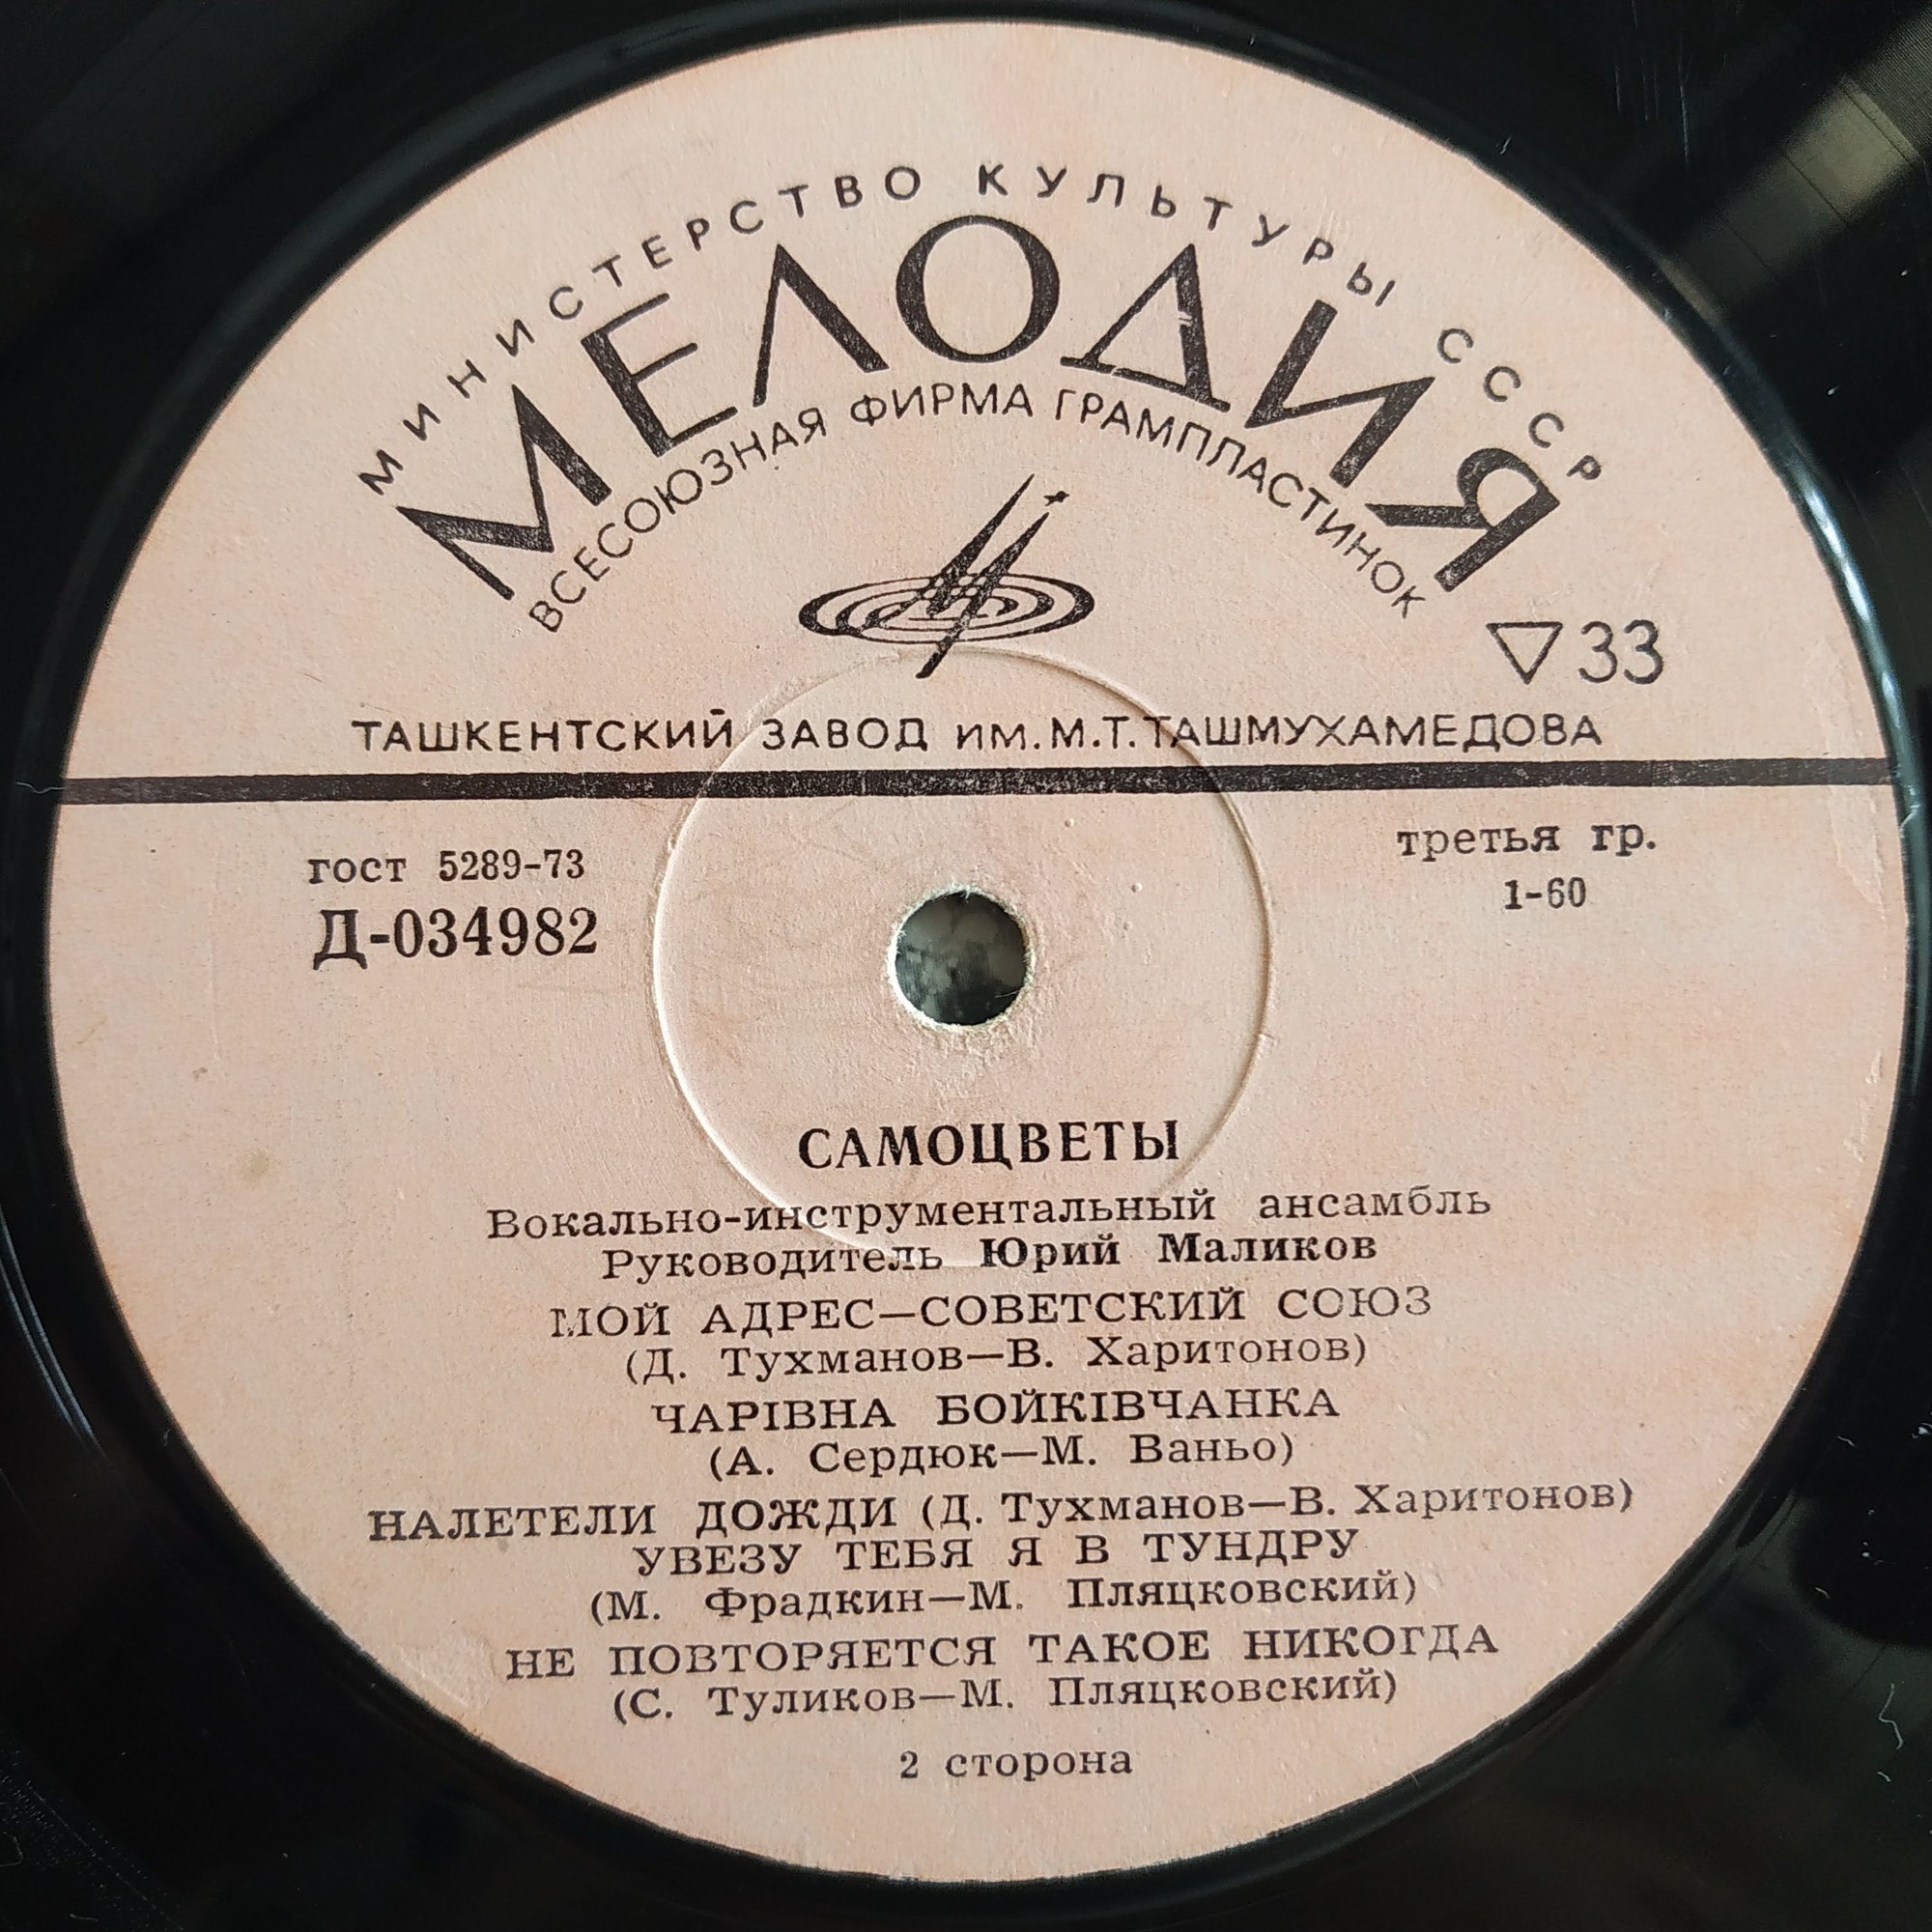 МИНИСТЕРСТВО КУЛЬТУРЫ СССР
МЕЛОДИЯ
ВСЕСОЮЗНАЯ ФИРМА ГРАМПЛАСТИНОК
33
ТАШКЕНТСКИЙ ЗАВОД ИМ. М.Т. ТАШМУХАМЕДОВА
гост 5289-73
третья гр.
Д-034982
1-60
САМОЦВЕТЫ
Вокально-инструментальный ансамбль
Руководитель Юрий Маликов
МОЙ АДРЕС—СОВЕТСКИЙ СОЮЗ
(Д. Тухманов—В. Харитонов)
ЧАРІВНА БОЙКІВЧАНКА
(А. Сердюк—М. Ваньо)
НАЛЕТЕЛИ ДОЖДИ (Д. Тухманов—В. Харитонов)
УВЕЗУ ТЕБЯ Я В ТУНДРУ
(М. Фрадкин—М. Пляцковский)
НЕ ПОВТОРЯЕТСЯ ТАКОЕ НИКОГДА
(С. Туликов—М. Пляцковский)
2 сторона